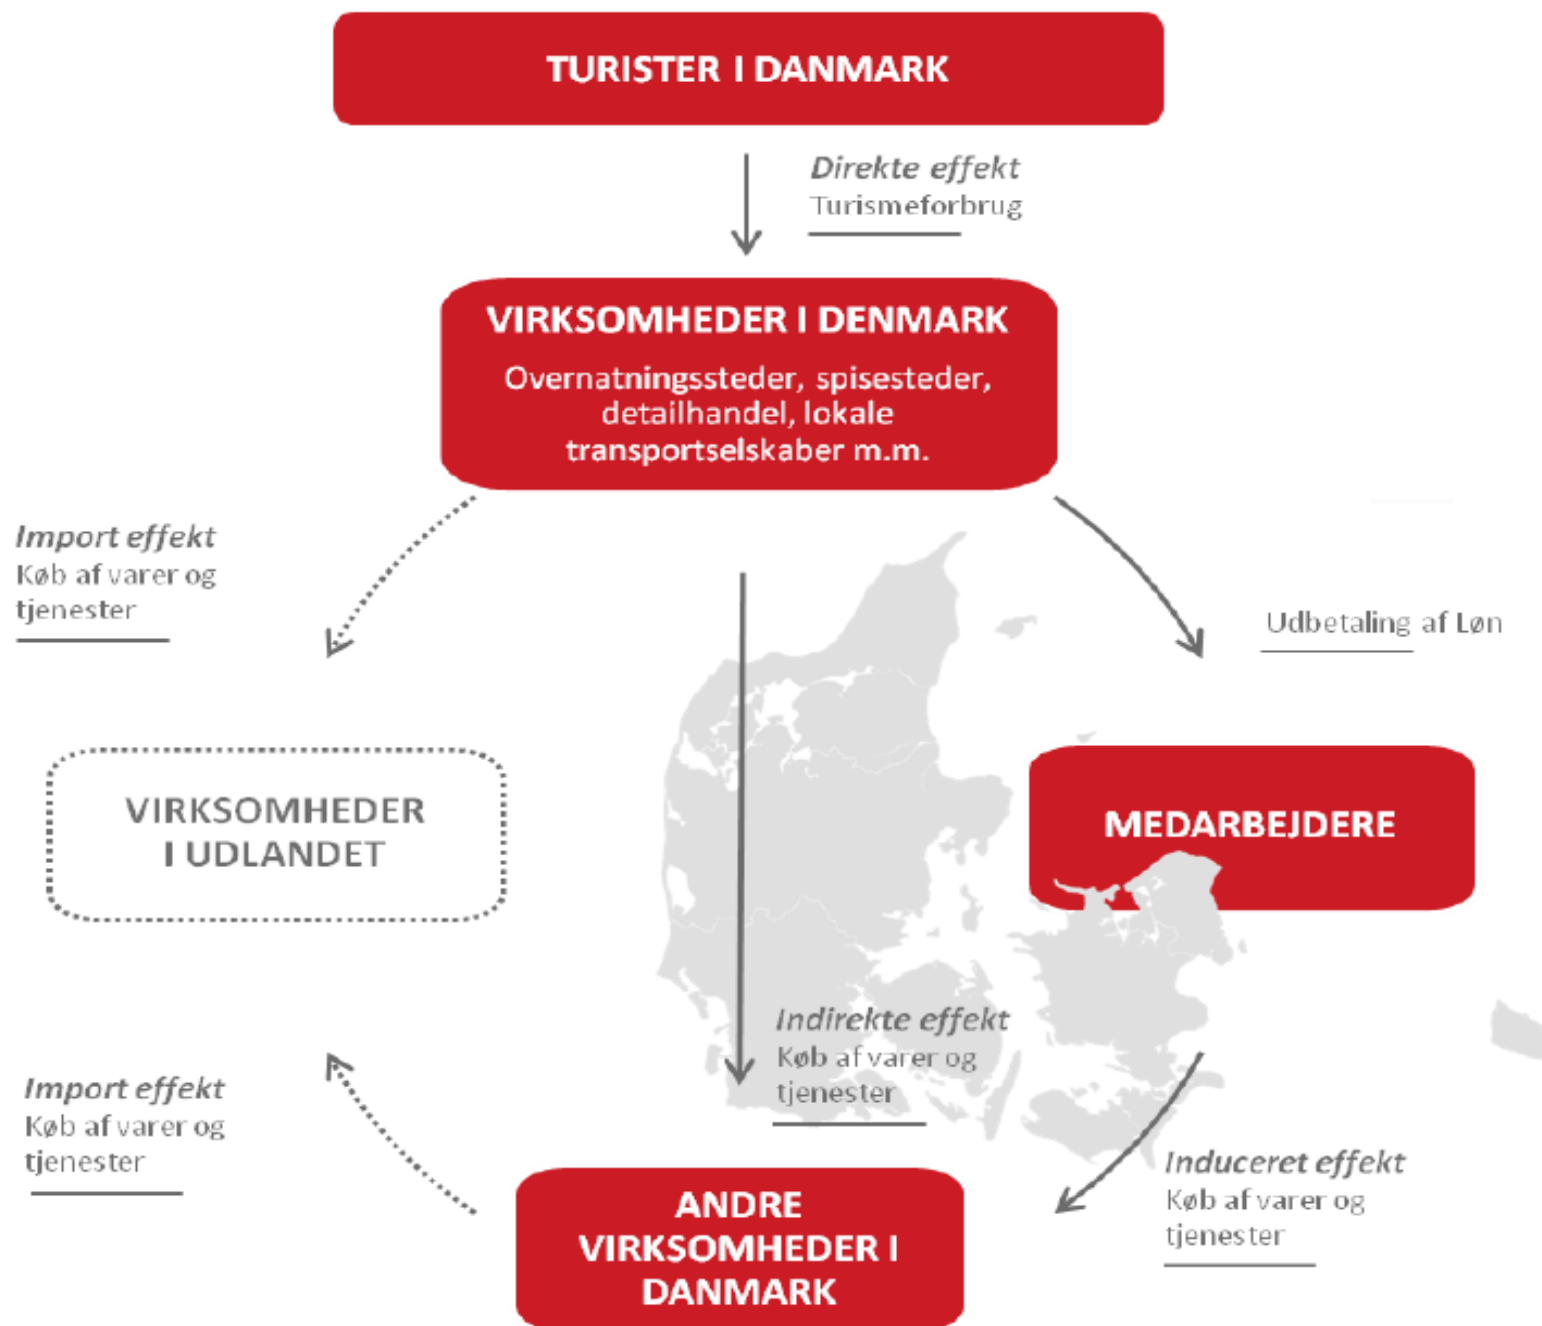 TURISTER I DANMARK
Direkte effekt
Turismeforbrug
VIRKSOMHEDER I DENMARK
Overnatningssteder, spisesteder,
detailhandel, lokale
transportselskaber m.m.
Import effekt
Køb af varer og
tjenester
Udbetaling af Løn
VIRKSOMHEDER
I UDLANDET
MEDARBEJDERE
Indirekte effekt
Køb af varer og
tjenester
Import effekt
Køb af varer og
tjenester
Induceret effekt
Køb af varer og
tjenester
ANDRE
VIRKSOMHEDER I
DANMARK